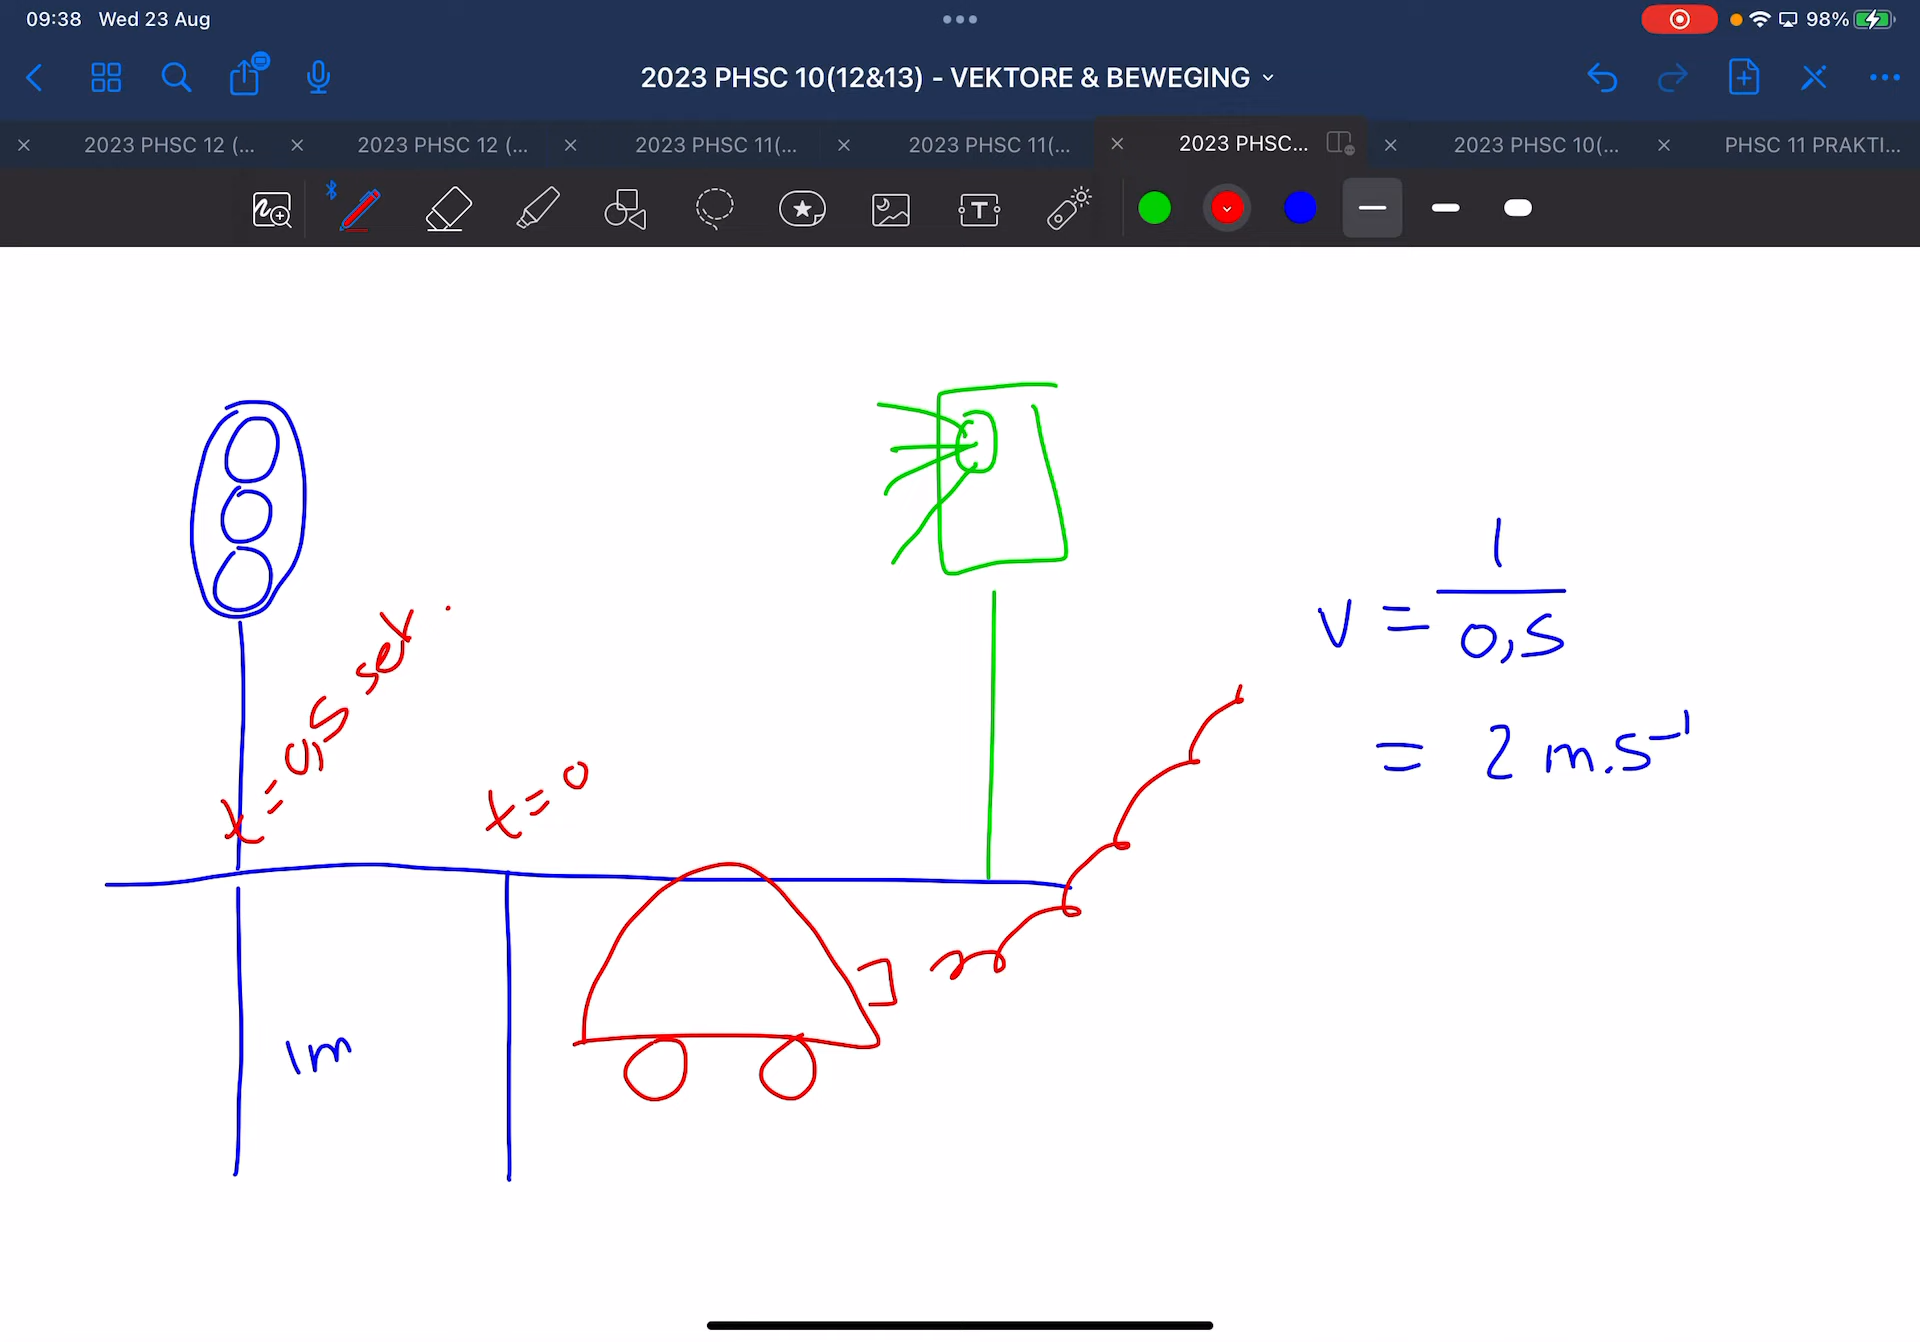 09:38 Wed 23 Aug
98%
2023 PHSC 10(12&13) - VEKTORE & BEWEGING
2023 PHSC 12 (...
2023 PHSC 12 (...
2023 PHSC 11(...
2023 PHSC 11(...
2023 PHSC...
2023 PHSC 10(...
PHSC 11 PRAKTI...
T
t = 0,5 sek.
t = 0
1m
v = 1
0,5
= 2 m.s⁻¹